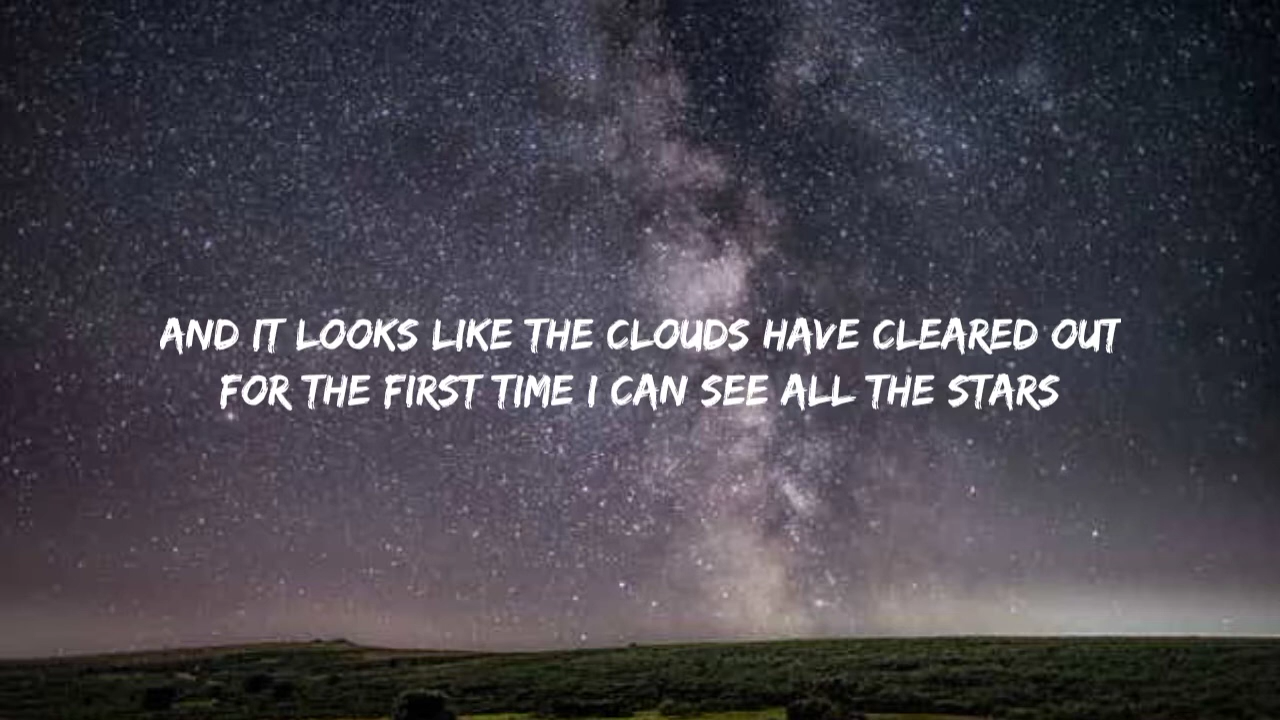 AND IT LOOKS LIKE THE CLOUDS HAVE CLEARED OUT
FOR THE FIRST TIME I CAN SEE ALL THE STARS